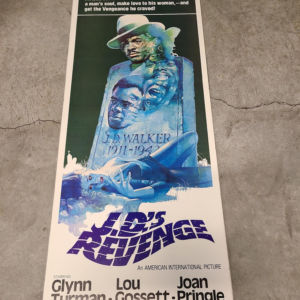 a man's soul, make love to his woman,—and
get the Vengeance he craved!
J.D. WALKER
1911-1942
J.D.'S
REVENGE
An AMERICAN INTERNATIONAL PICTURE
Glynn Lou Joan
Turman · Gossett · Pringle